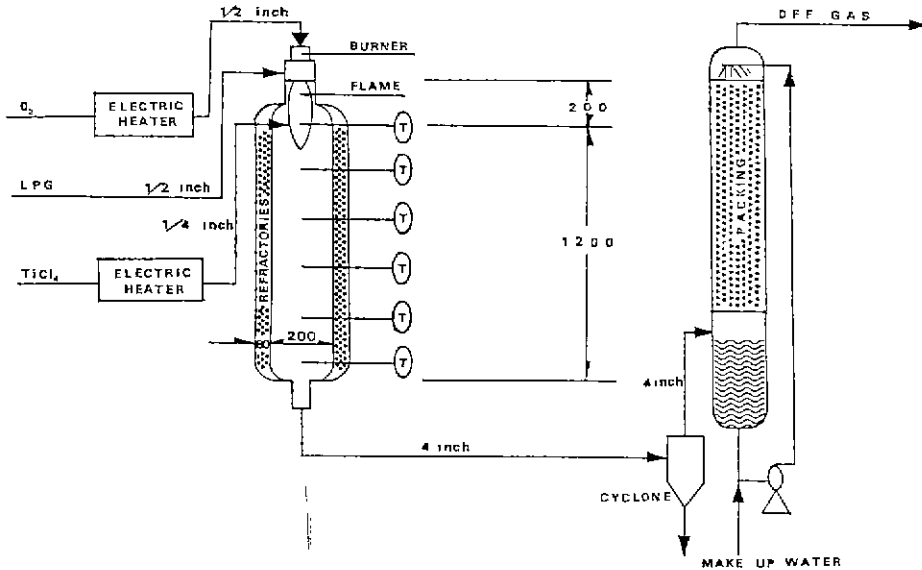 1/2 inch
OFF GAS
BURNER
FLAME
O₂
ELECTRIC
HEATER
200
T
LPG
1/2 inch
T
1/4 inch
T
REFRACTORIES
PACKING
1200
TiCl₄
ELECTRIC
HEATER
T
T
200
T
4 inch
4 inch
CYCLONE
MAKE UP WATER